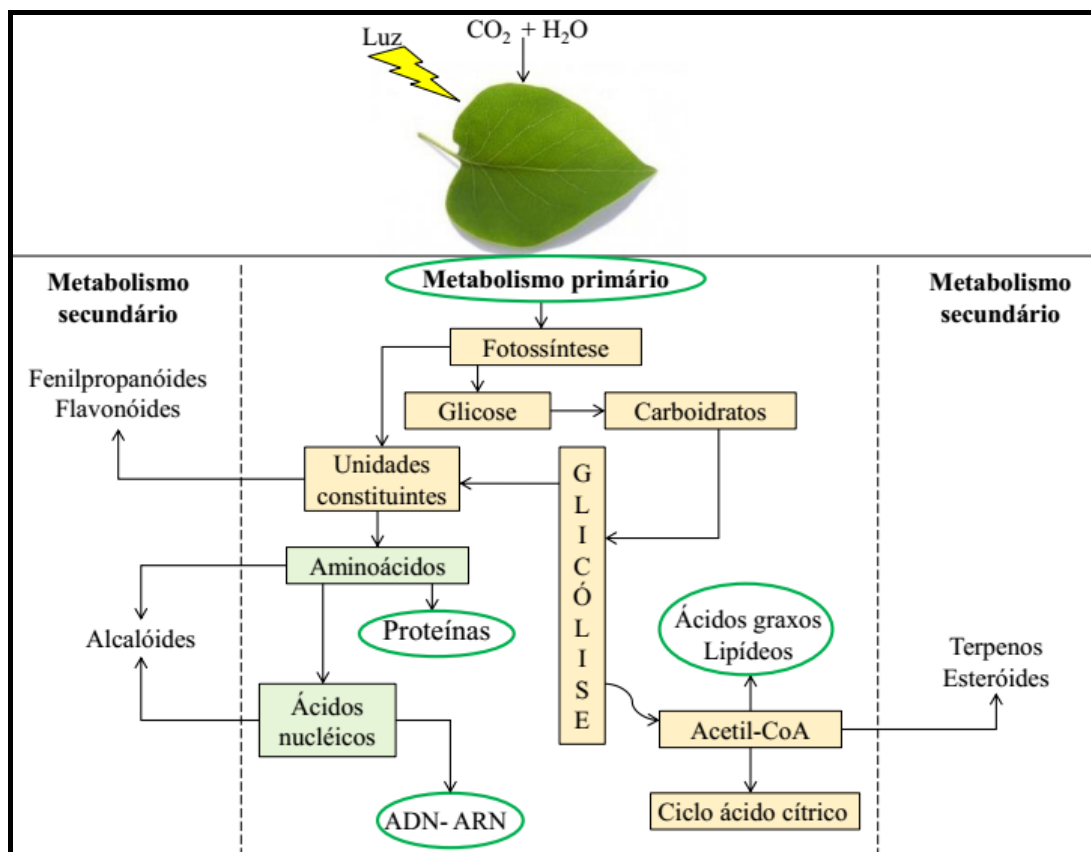 Luz
CO₂ + H₂O
Metabolismo
secundário
Metabolismo primário
Metabolismo
secundário
Fotossíntese
Fenilpropanóides
Flavonóides
Glicose
Carboidratos
Unidades
constituintes
G
L
I
C
Ó
L
I
S
E
Aminoácidos
Proteínas
Ácidos graxos
Lipídeos
Alcalóides
Terpenos
Esteróides
Ácidos
nucléicos
Acetil-CoA
ADN- ARN
Ciclo ácido cítrico